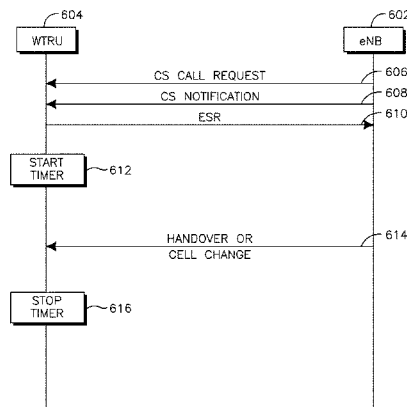 604
602
WTRU
eNB
CS CALL REQUEST
606
CS NOTIFICATION
608
ESR
610
START
TIMER
612
HANDOVER OR
CELL CHANGE
614
STOP
TIMER
616